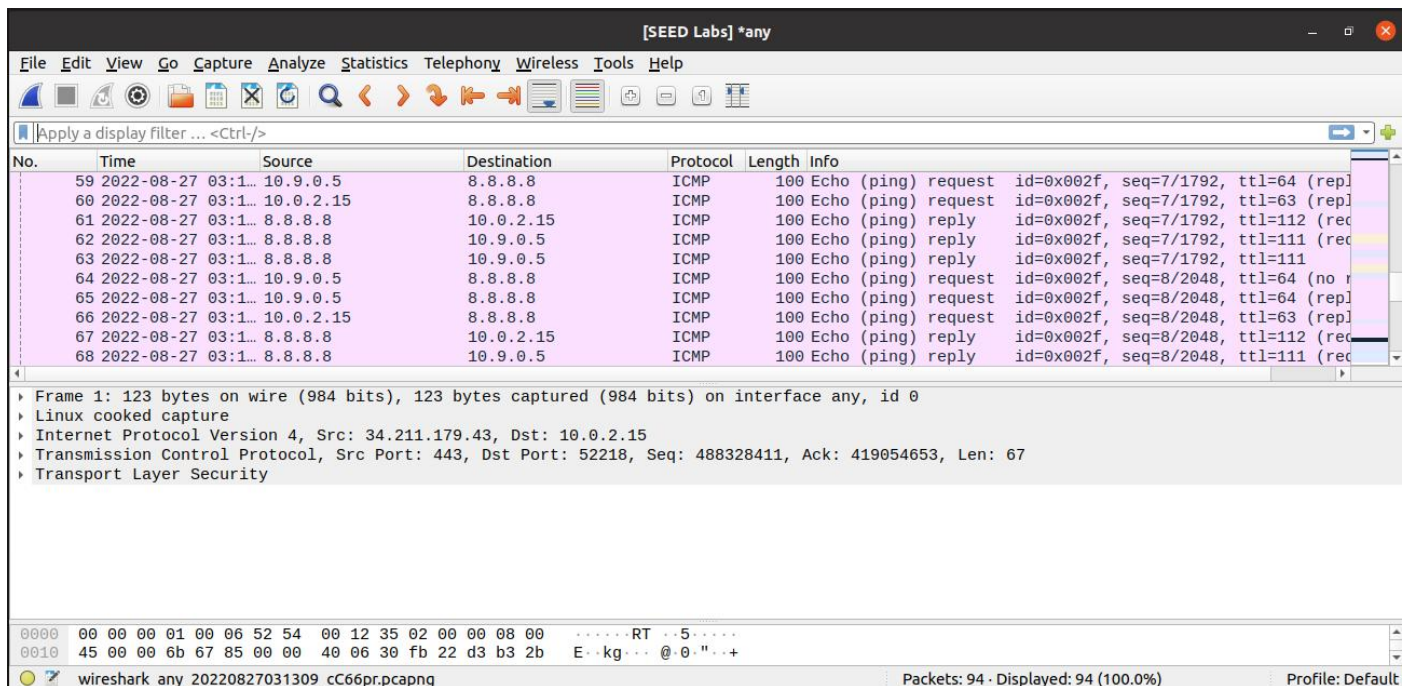 [SEED Labs] *any
File Edit View Go Capture Analyze Statistics Telephony Wireless Tools Help
Apply a display filter … <Ctrl-/>
No. Time Source Destination Protocol Length Info
59 2022-08-27 03:1… 10.9.0.5 8.8.8.8 ICMP 100 Echo (ping) request id=0x002f, seq=7/1792, ttl=64 (repl
60 2022-08-27 03:1… 10.0.2.15 8.8.8.8 ICMP 100 Echo (ping) request id=0x002f, seq=7/1792, ttl=63 (repl
61 2022-08-27 03:1… 8.8.8.8 10.0.2.15 ICMP 100 Echo (ping) reply id=0x002f, seq=7/1792, ttl=112 (rec
62 2022-08-27 03:1… 8.8.8.8 10.9.0.5 ICMP 100 Echo (ping) reply id=0x002f, seq=7/1792, ttl=111 (rec
63 2022-08-27 03:1… 8.8.8.8 10.9.0.5 ICMP 100 Echo (ping) reply id=0x002f, seq=7/1792, ttl=111
64 2022-08-27 03:1… 10.9.0.5 8.8.8.8 ICMP 100 Echo (ping) request id=0x002f, seq=8/2048, ttl=64 (no r
65 2022-08-27 03:1… 10.9.0.5 8.8.8.8 ICMP 100 Echo (ping) request id=0x002f, seq=8/2048, ttl=64 (repl
66 2022-08-27 03:1… 10.0.2.15 8.8.8.8 ICMP 100 Echo (ping) request id=0x002f, seq=8/2048, ttl=63 (repl
67 2022-08-27 03:1… 8.8.8.8 10.0.2.15 ICMP 100 Echo (ping) reply id=0x002f, seq=8/2048, ttl=112 (rec
68 2022-08-27 03:1… 8.8.8.8 10.9.0.5 ICMP 100 Echo (ping) reply id=0x002f, seq=8/2048, ttl=111 (rec
Frame 1: 123 bytes on wire (984 bits), 123 bytes captured (984 bits) on interface any, id 0
Linux cooked capture
Internet Protocol Version 4, Src: 34.211.179.43, Dst: 10.0.2.15
Transmission Control Protocol, Src Port: 443, Dst Port: 52218, Seq: 488328411, Ack: 419054653, Len: 67
Transport Layer Security
0000 00 00 00 01 00 06 52 54 00 12 35 02 00 00 08 00 ······RT ··5·····
0010 45 00 00 6b 67 85 00 00 40 06 30 fb 22 d3 b3 2b E··kg··· @·0·"··+
wireshark_any_20220827031309_cC66pr.pcapng Packets: 94 · Displayed: 94 (100.0%) Profile: Default